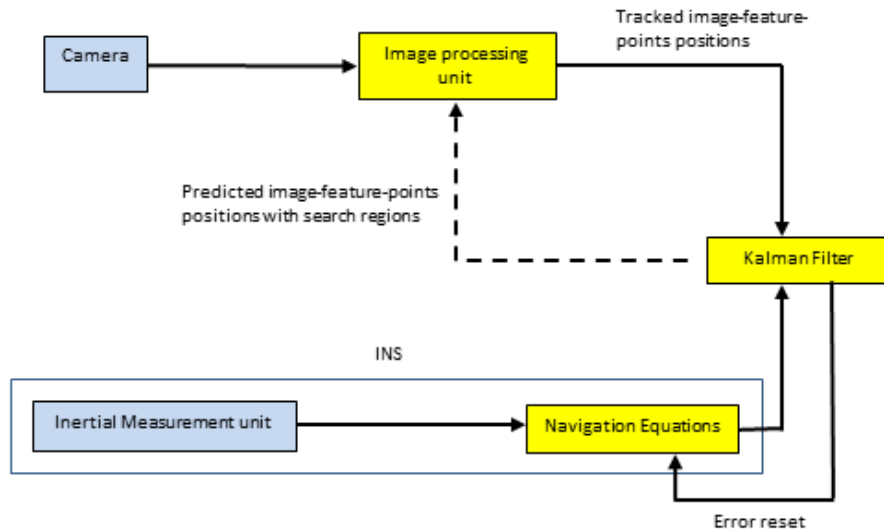 Tracked image-feature-
points positions
Camera
Image processing
unit
Predicted image-feature-points
positions with search regions
Kalman Filter
INS
Inertial Measurement unit
Navigation Equations
Error reset